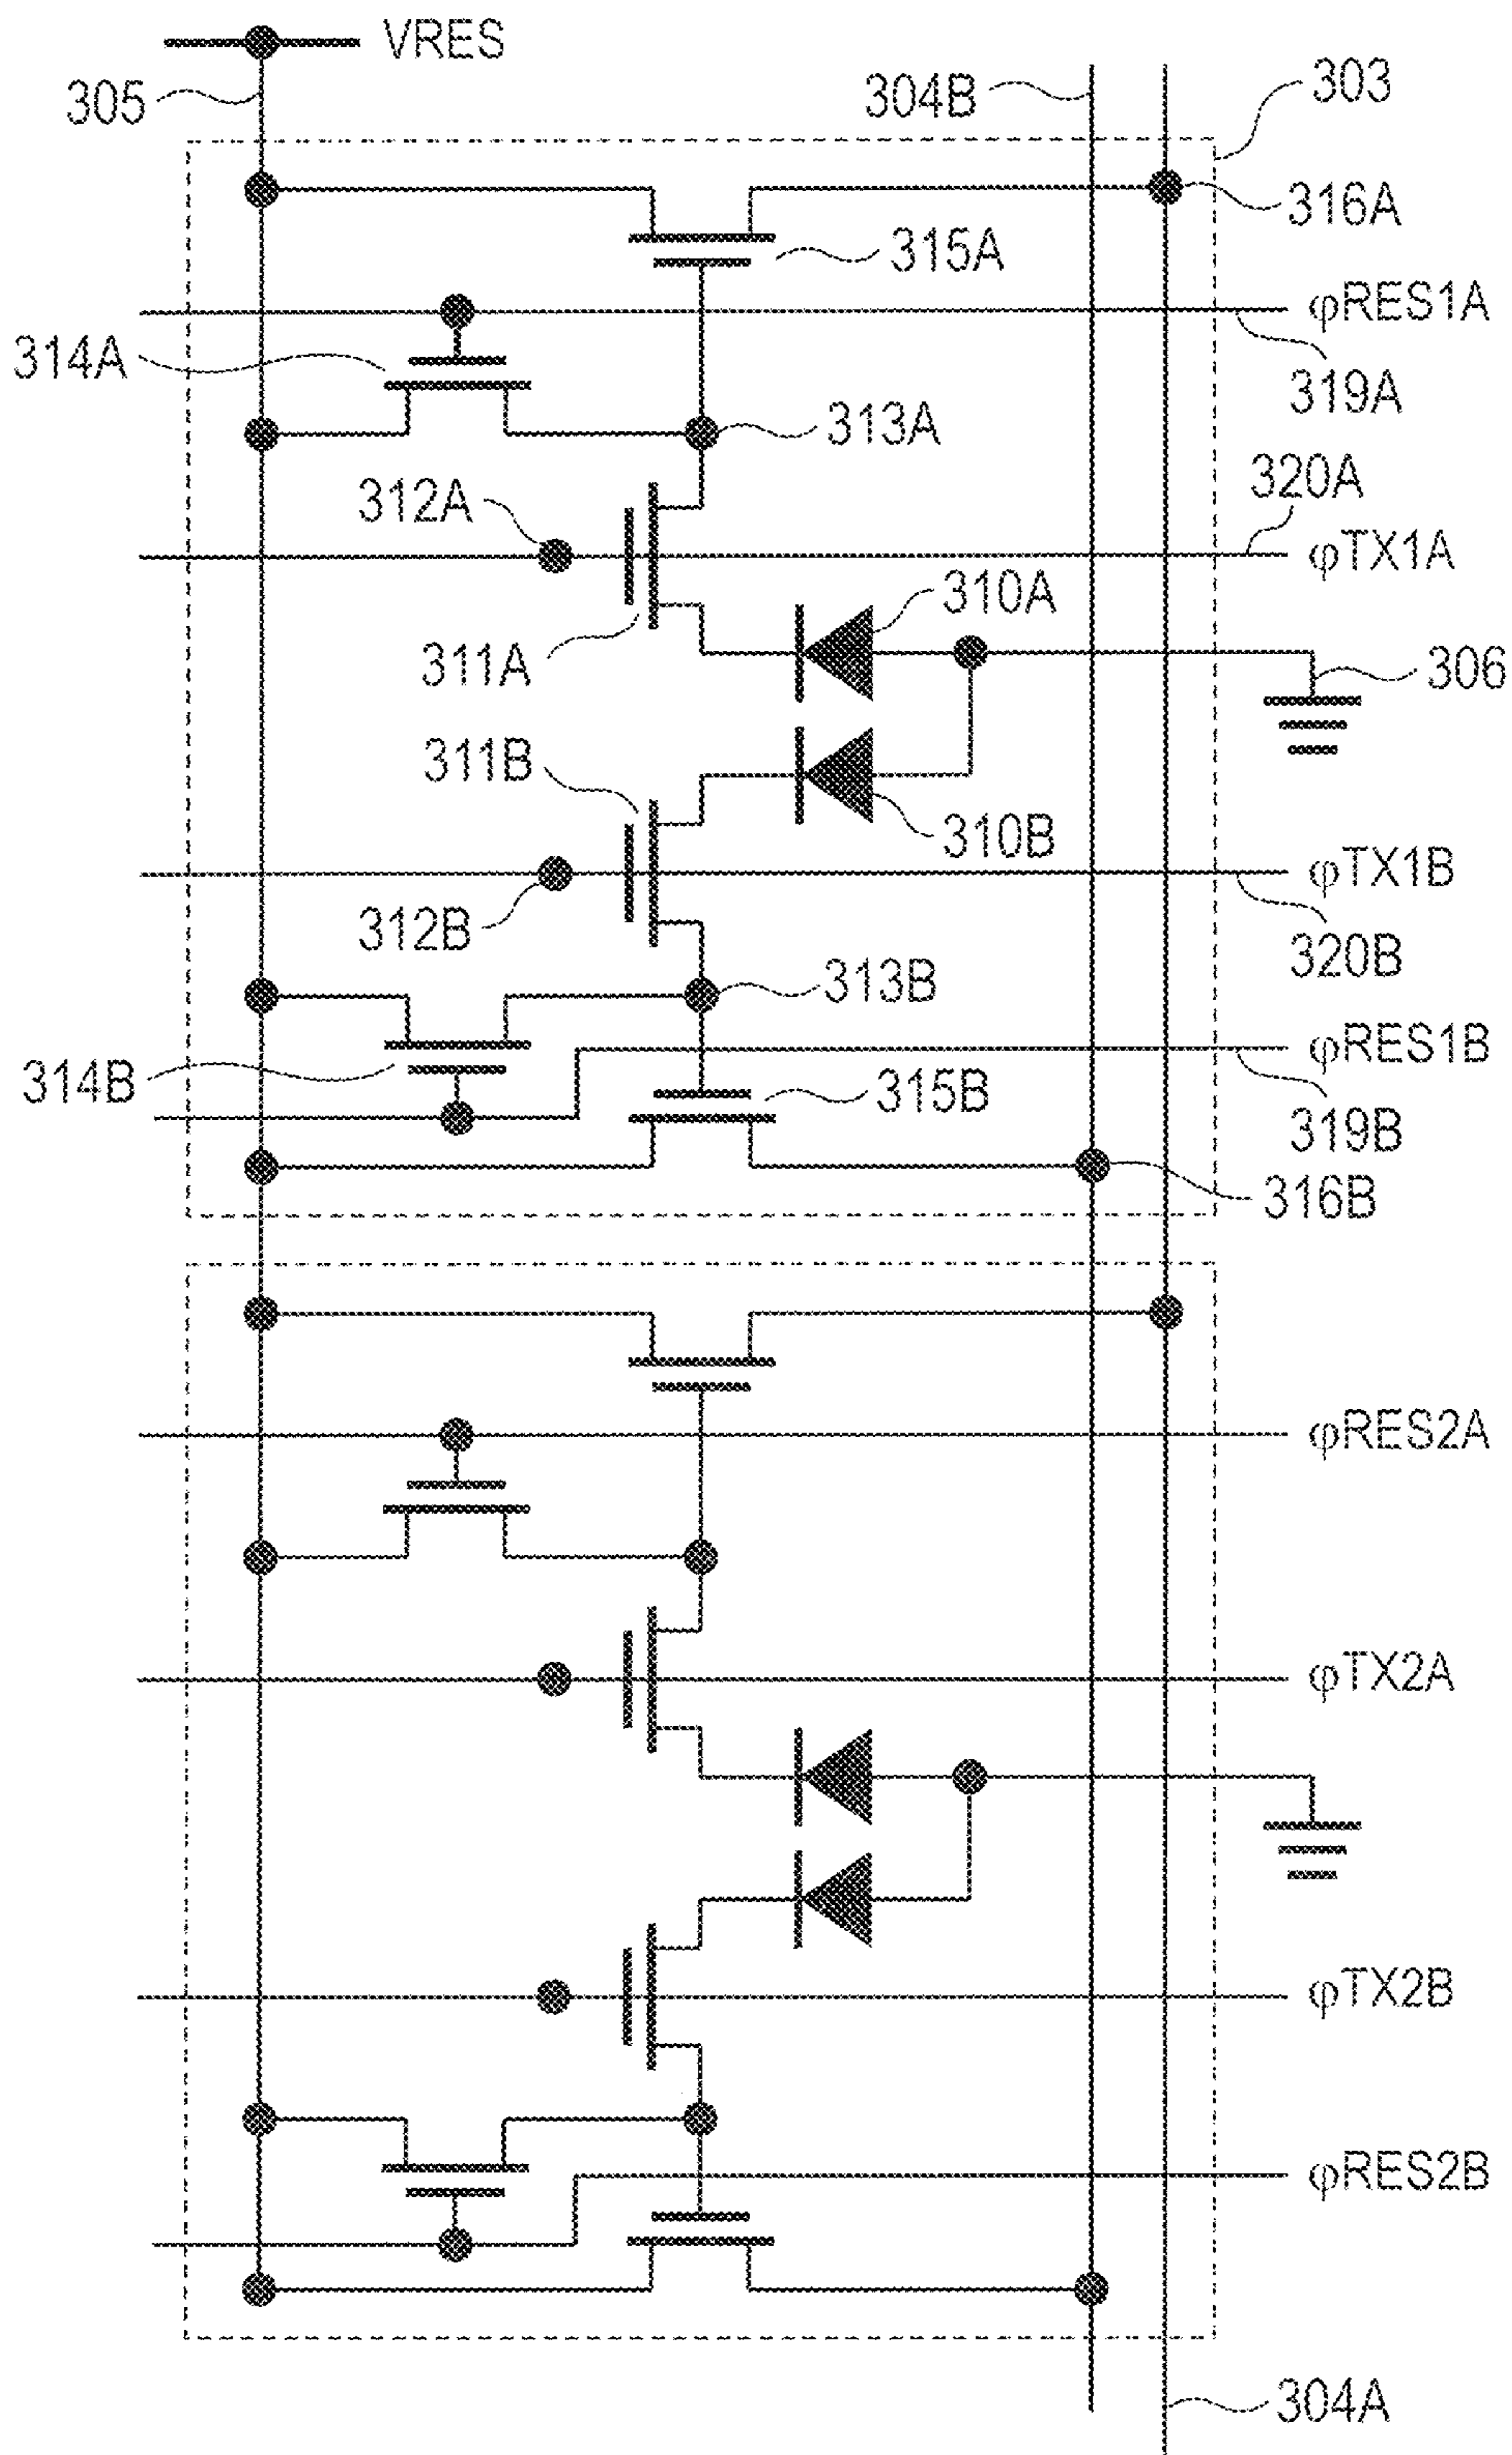 VRES
305
304B
303
316A
315A
φRES1A
314A
319A
313A
320A
312A
φTX1A
310A
311A
306
311B
310B
φTX1B
312B
320B
313B
φRES1B
314B
315B
319B
316B
φRES2A
φTX2A
φTX2B
φRES2B
304A